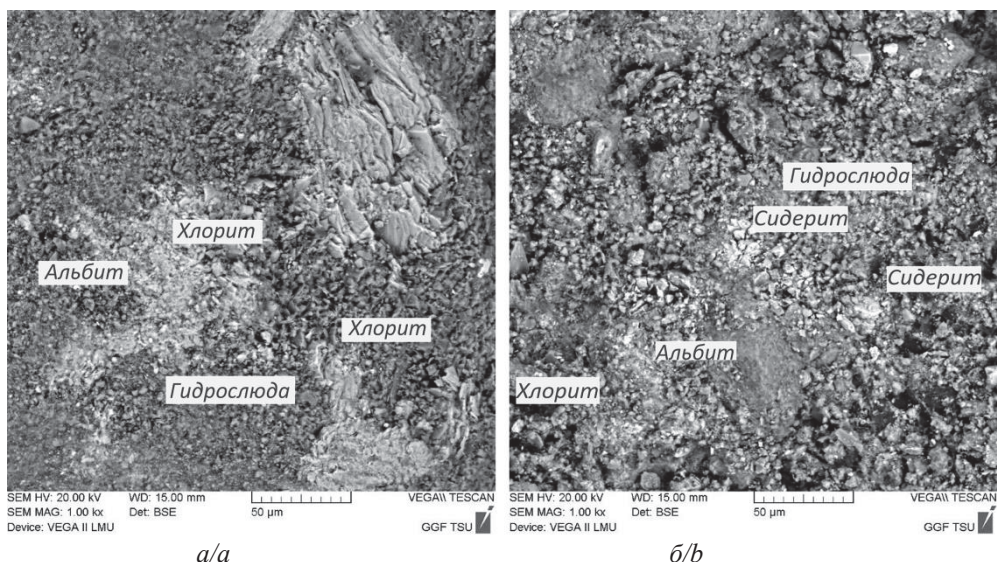 Хлорит
Альбит
Хлорит
Гидрослюда
SEM HV: 20.00 kV WD: 15.00 mm VEGA\\ TESCAN
SEM MAG: 1.00 kx Det: BSE 50 µm
Device: VEGA II LMU GGF TSU
а/a
Гидрослюда
Сидерит
Сидерит
Альбит
Хлорит
SEM HV: 20.00 kV WD: 15.00 mm VEGA\\ TESCAN
SEM MAG: 1.00 kx Det: BSE 50 µm
Device: VEGA II LMU GGF TSU
б/b